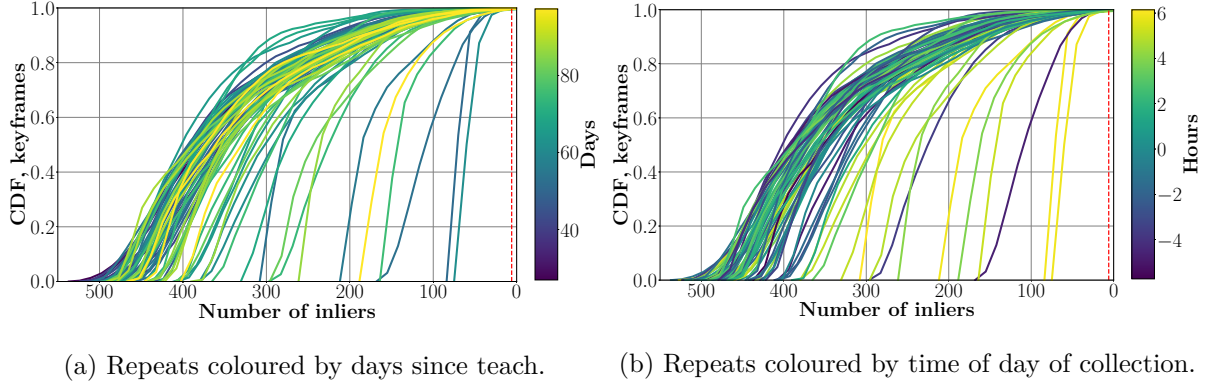 1.0
0.8
0.6
0.4
0.2
0.0
CDF, keyframes
500 400 300 200 100 0
Number of inliers
80
60
40
Days
1.0
0.8
0.6
0.4
0.2
0.0
CDF, keyframes
500 400 300 200 100 0
Number of inliers
6
4
2
0
−2
−4
Hours
(a) Repeats coloured by days since teach.
(b) Repeats coloured by time of day of collection.